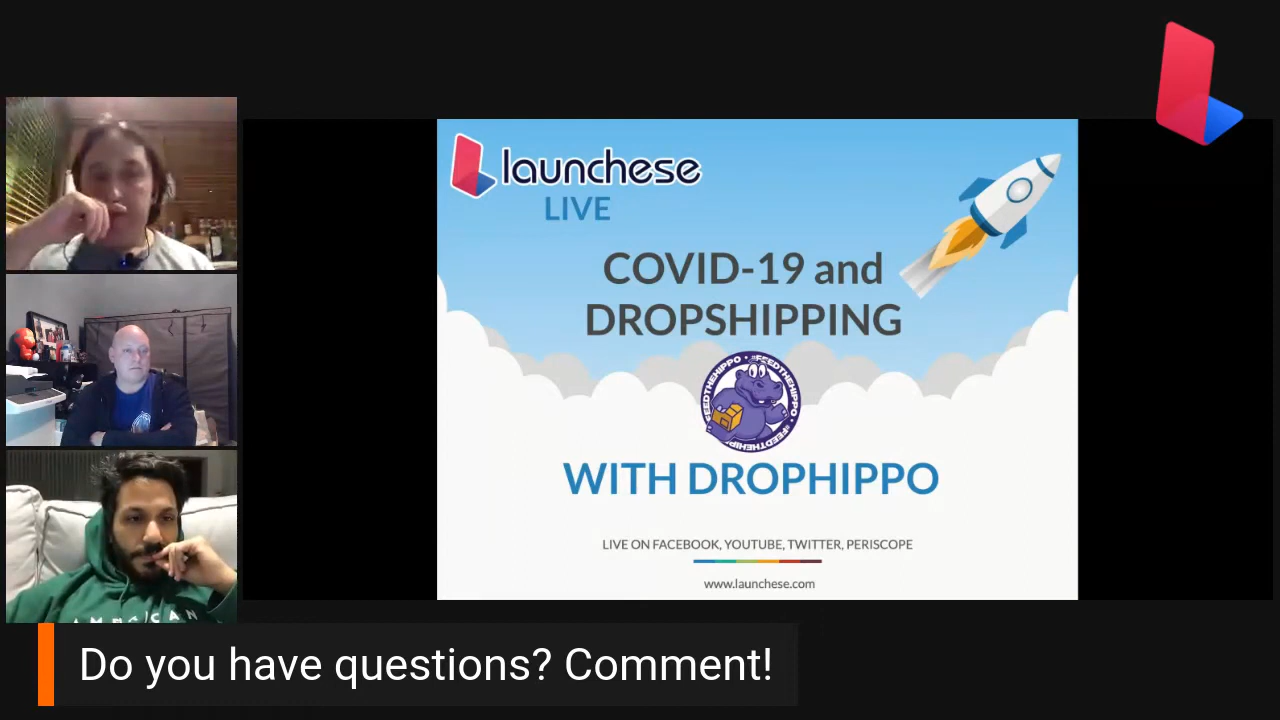 launchese
LIVE
COVID-19 and
DROPSHIPPING
#FEEDTHEHIPPO • #FEEDTHEHIPPO •
WITH DROPHIPPO
LIVE ON FACEBOOK, YOUTUBE, TWITTER, PERISCOPE
www.launchese.com
Do you have questions? Comment!